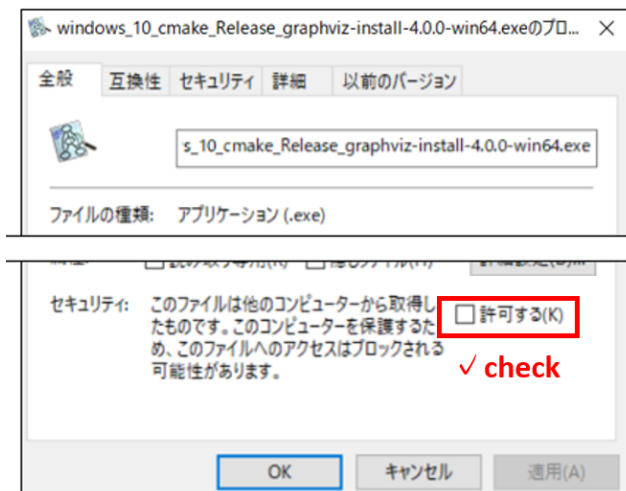 windows_10_cmake_Release_graphviz-install-4.0.0-win64.exeのプロ...
全般 互換性 セキュリティ 詳細 以前のバージョン
s_10_cmake_Release_graphviz-install-4.0.0-win64.exe
ファイルの種類: アプリケーション (.exe)
セキュリティ: このファイルは他のコンピューターから取得し
たものです。このコンピューターを保護するた
め、このファイルへのアクセスはブロックされる
可能性があります。
許可する(K)
✓ check
OK キャンセル 適用(A)